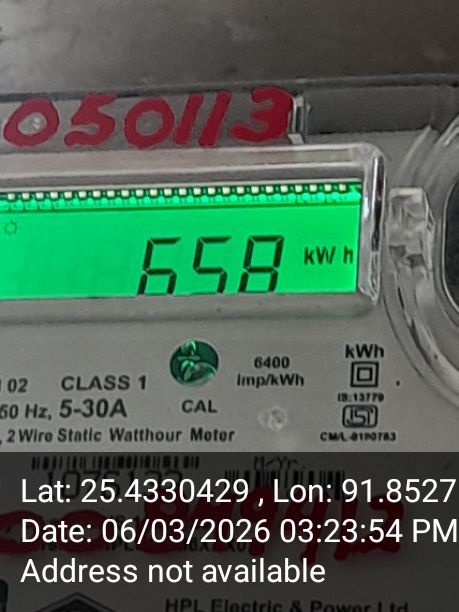 050113
658 kWh
6400
imp/kWh
kWh
02 CLASS 1
50 Hz, 5-30A
CAL
IS:13779
, 2 Wire Static Watthour Meter
CM/L-0190783
Lat: 25.4330429 , Lon: 91.8527
Date: 06/03/2026 03:23:54 PM
Address not available
HPL Electric & Power Ltd